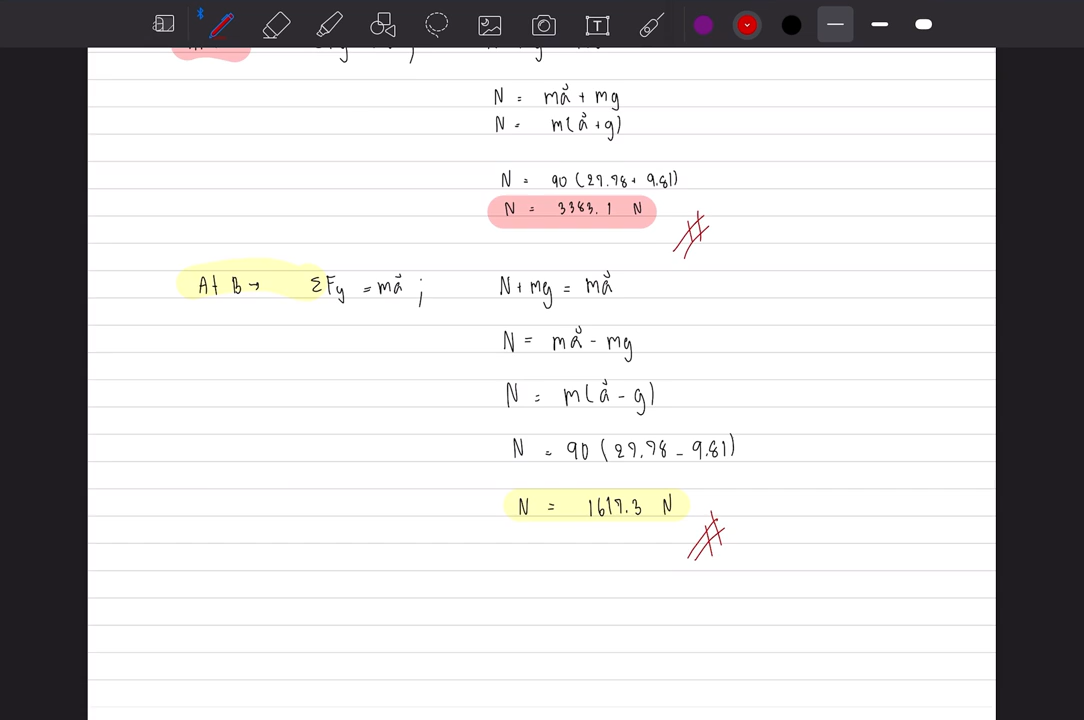 N = ma⃗ + mg
N = m(a⃗ + g)
N = 90 (27.78 + 9.81)
N = 3383.1 N
At B → ΣFy = ma⃗ ; N + mg = ma⃗
N = ma⃗ - mg
N = m(a⃗ - g)
N = 90 (27.78 - 9.81)
N = 1617.3 N